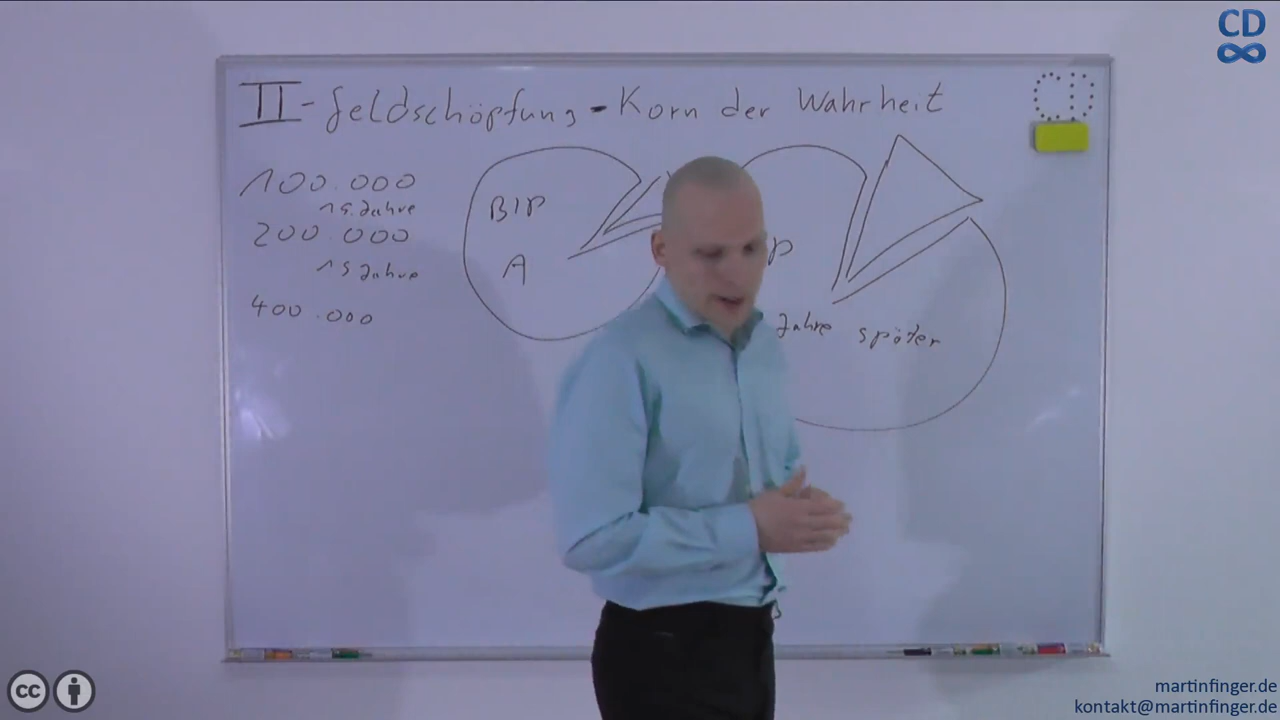 CD
II - Geldschöpfung - Korn der Wahrheit
100.000
15 Jahre
200.000
15 Jahre
400.000
BIP
A
P
Jahre später
cc
martinfinger.de
kontakt@martinfinger.de